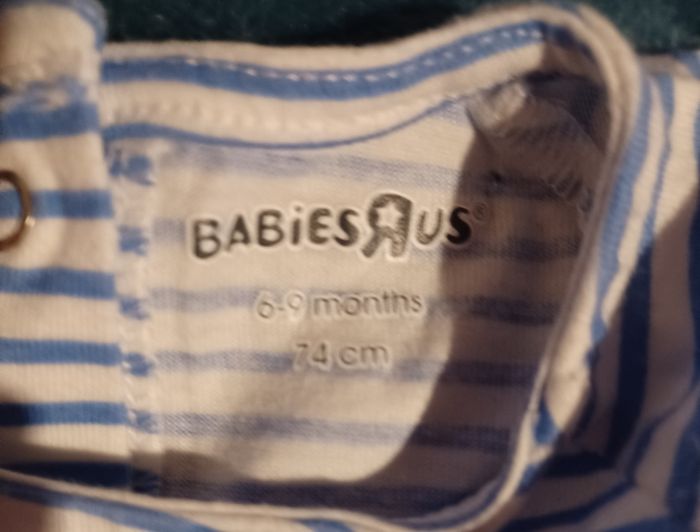 BABiES R US®
6-9 months
74 cm